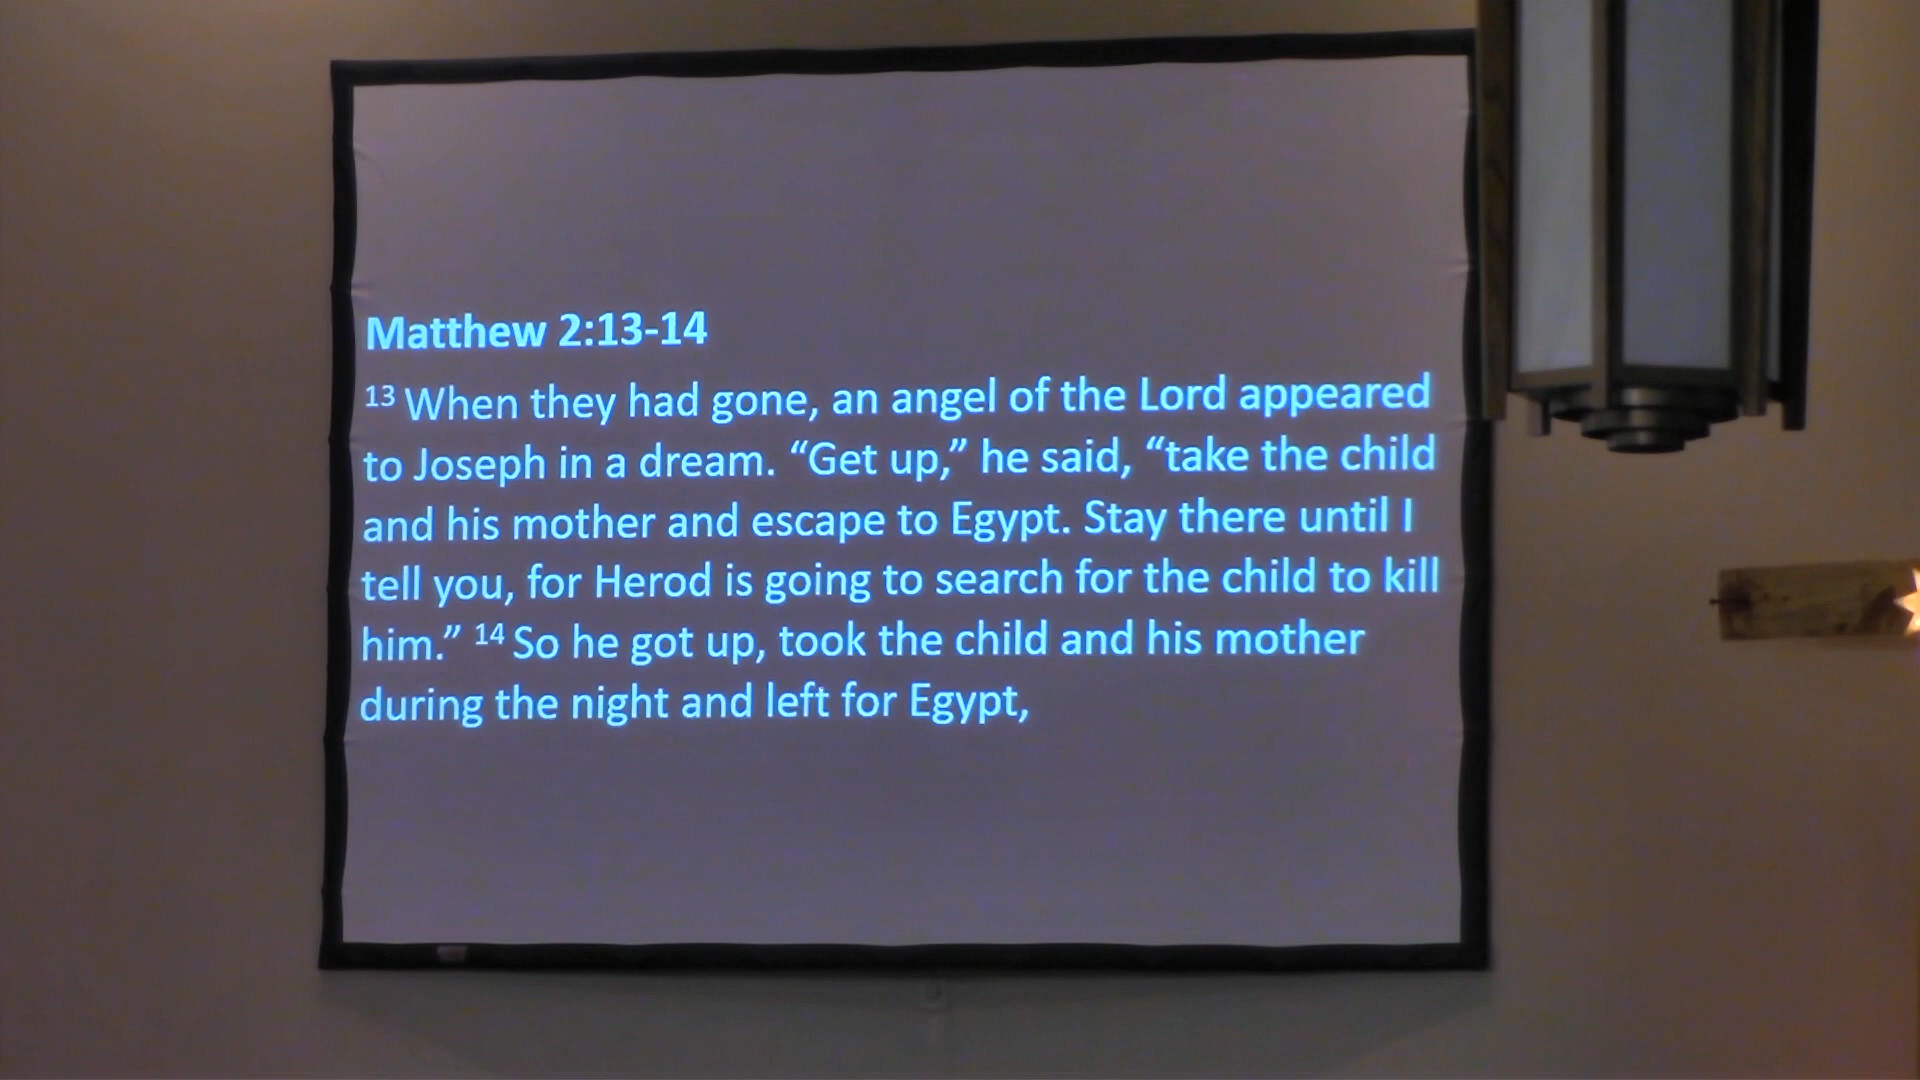 Matthew 2:13-14
13 When they had gone, an angel of the Lord appeared
to Joseph in a dream. “Get up,” he said, “take the child
and his mother and escape to Egypt. Stay there until I
tell you, for Herod is going to search for the child to kill
him.” 14 So he got up, took the child and his mother
during the night and left for Egypt,